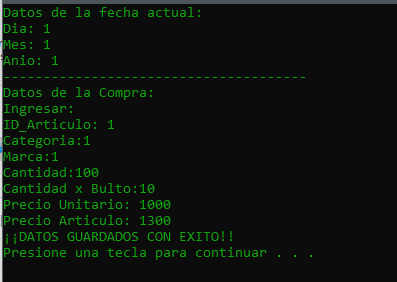 Datos de la fecha actual:
Dia: 1
Mes: 1
Anio: 1
--------------------------------------
Datos de la Compra:
Ingresar:
ID_Articulo: 1
Categoria:1
Marca:1
Cantidad:100
Cantidad x Bulto:10
Precio Unitario: 1000
Precio Articulo: 1300
¡¡DATOS GUARDADOS CON EXITO!!
Presione una tecla para continuar . . .